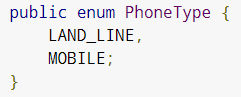 public enum PhoneType {
    LAND_LINE,
    MOBILE;
}